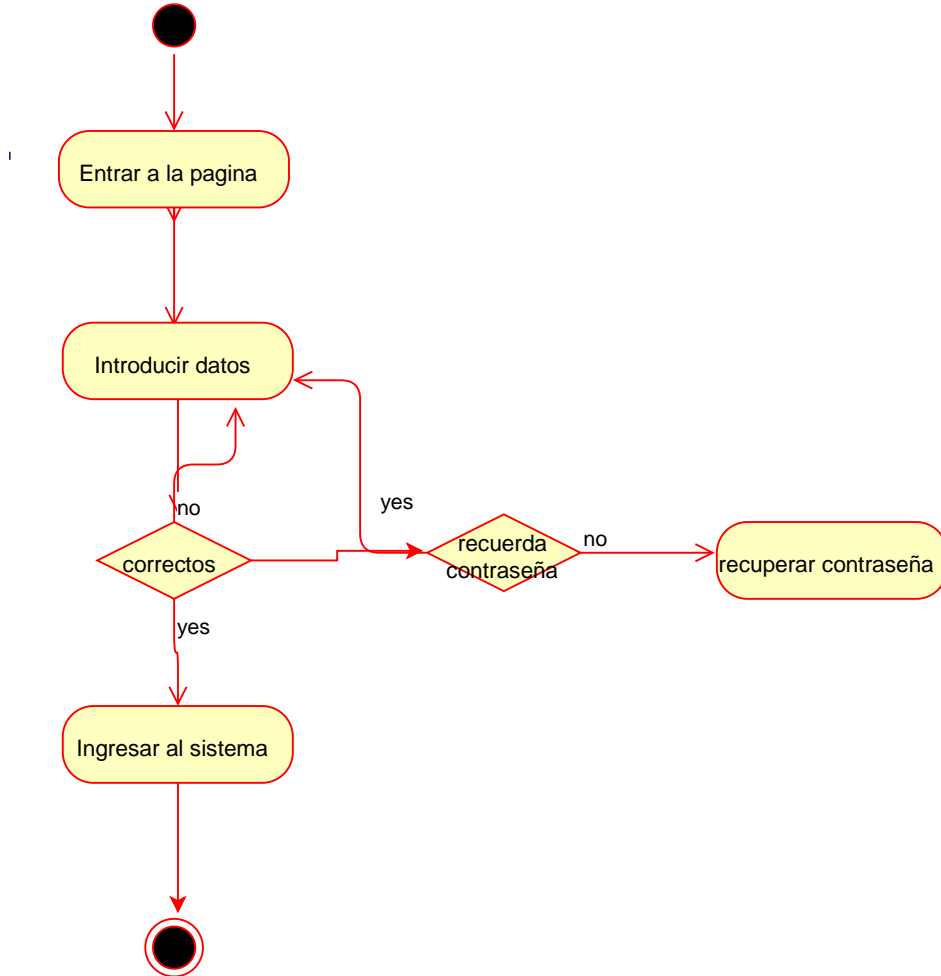 Entrar a la pagina
Introducir datos
yes
no
correctos
recuerda
contraseña
no
recuperar contraseña
yes
Ingresar al sistema